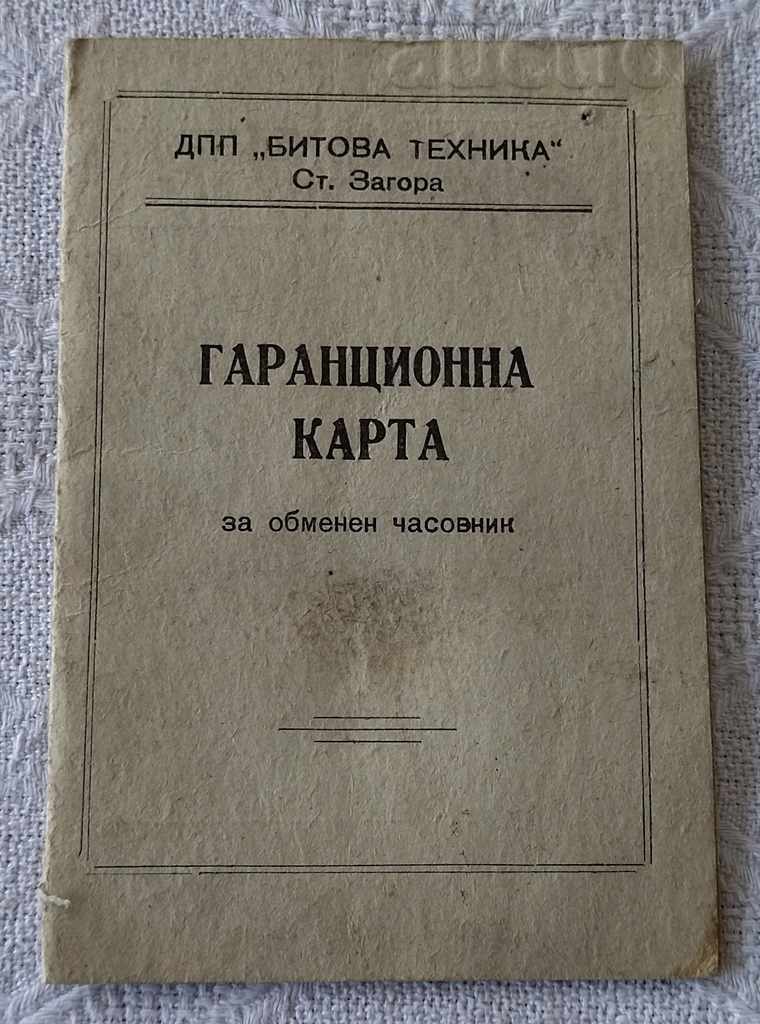 ДПП „БИТОВА ТЕХНИКА“
Ст. Загора
ГАРАНЦИОННА
КАРТА
за обменен часовник